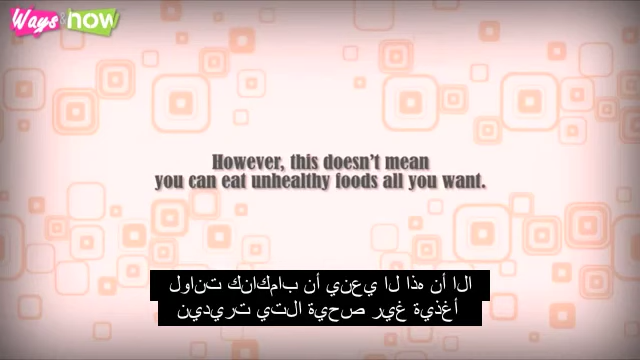 Ways&how
However, this doesn't mean
you can eat unhealthy foods all you want.
الا أن هذا لا يعني أن بامكانك تناول
أغذية غير صحية التي تريدين